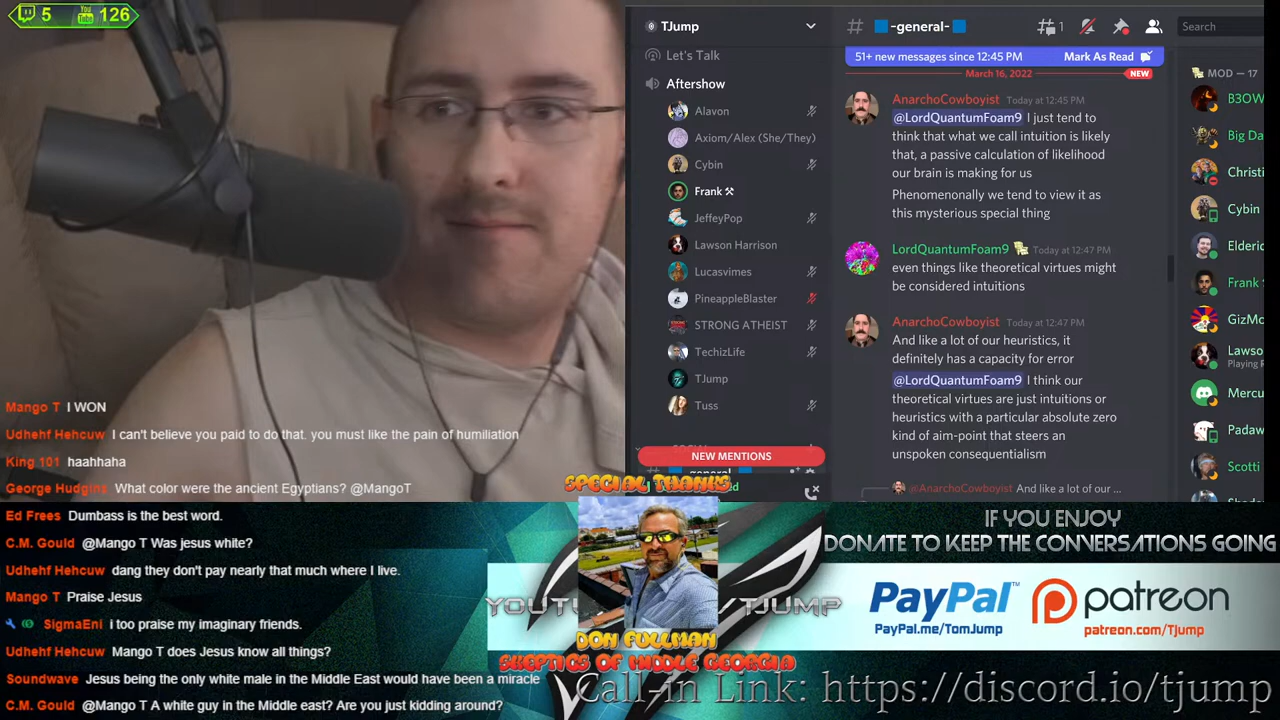 5
126
TJump
Let's Talk
Aftershow
Alavon
Axiom/Alex (She/They)
Cybin
Frank
JeffeyPop
Lawson Harrison
Lucasvimes
PineappleBlaster
STRONG ATHEIST
TechizLife
TJump
Tuss
NEW MENTIONS
-general-
1
Search
51+ new messages since 12:45 PM
Mark As Read
March 16, 2022
NEW
AnarchoCowboyist Today at 12:45 PM
@LordQuantumFoam9 I just tend to
think that what we call intuition is likely
that, a passive calculation of likelihood
our brain is making for us
Phenomenonally we tend to view it as
this mysterious special thing
LordQuantumFoam9 Today at 12:47 PM
even things like theoretical virtues might
be considered intuitions
AnarchoCowboyist Today at 12:47 PM
And like a lot of our heuristics, it
definitely has a capacity for error
@LordQuantumFoam9 I think our
theoretical virtues are just intuitions or
heuristics with a particular absolute zero
kind of aim-point that steers an
unspoken consequentialism
@AnarchoCowboyist And like a lot of our ...
MOD — 17
B3OW
Big Da
Christi
Cybin
Elderic
Frank
GizMo
Lawso
Playing
Mercu
Padaw
Scotti
Mango T I WON
Udhehf Hehcuw I can't believe you paid to do that. you must like the pain of humiliation
King 101 haahhaha
George Hudgins What color were the ancient Egyptians? @MangoT
Ed Frees Dumbass is the best word.
C.M. Gould @Mango T Was jesus white?
Udhehf Hehcuw dang they don't pay nearly that much where I live.
Mango T Praise Jesus
SigmaEni i too praise my imaginary friends.
Udhehf Hehcuw Mango T does Jesus know all things?
Soundwave Jesus being the only white male in the Middle East would have been a miracle
C.M. Gould @Mango T A white guy in the Middle east? Are you just kidding around?
SPECIAL THANKS
DON FULLMAN
SKEPTICS OF MIDDLE GEORGIA
/TJUMP
IF YOU ENJOY
DONATE TO KEEP THE CONVERSATIONS GOING
PayPal™
PayPal.me/TomJump
patreon
patreon.com/Tjump
Call-in Link: https://discord.io/tjump